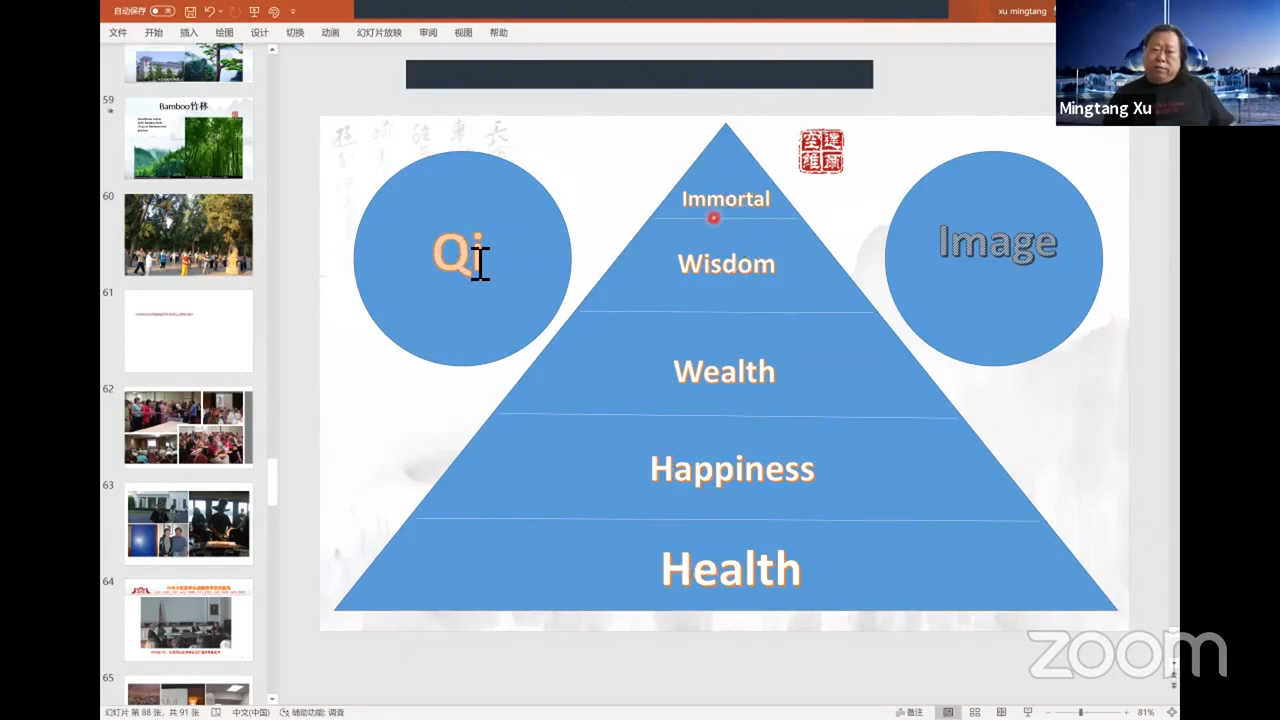 自动保存
xu mingtang
文件 开始 插入 绘图 设计 切换 动画 幻灯片放映 审阅 视图 帮助
Mingtang Xu
59
Bamboo竹林
60
61
62
63
64
65
Qi
Image
Immortal
Wisdom
Wealth
Happiness
Health
zoom
幻灯片 第 88 张，共 91 张
中文(中国)
辅助功能: 调查
备注
81%